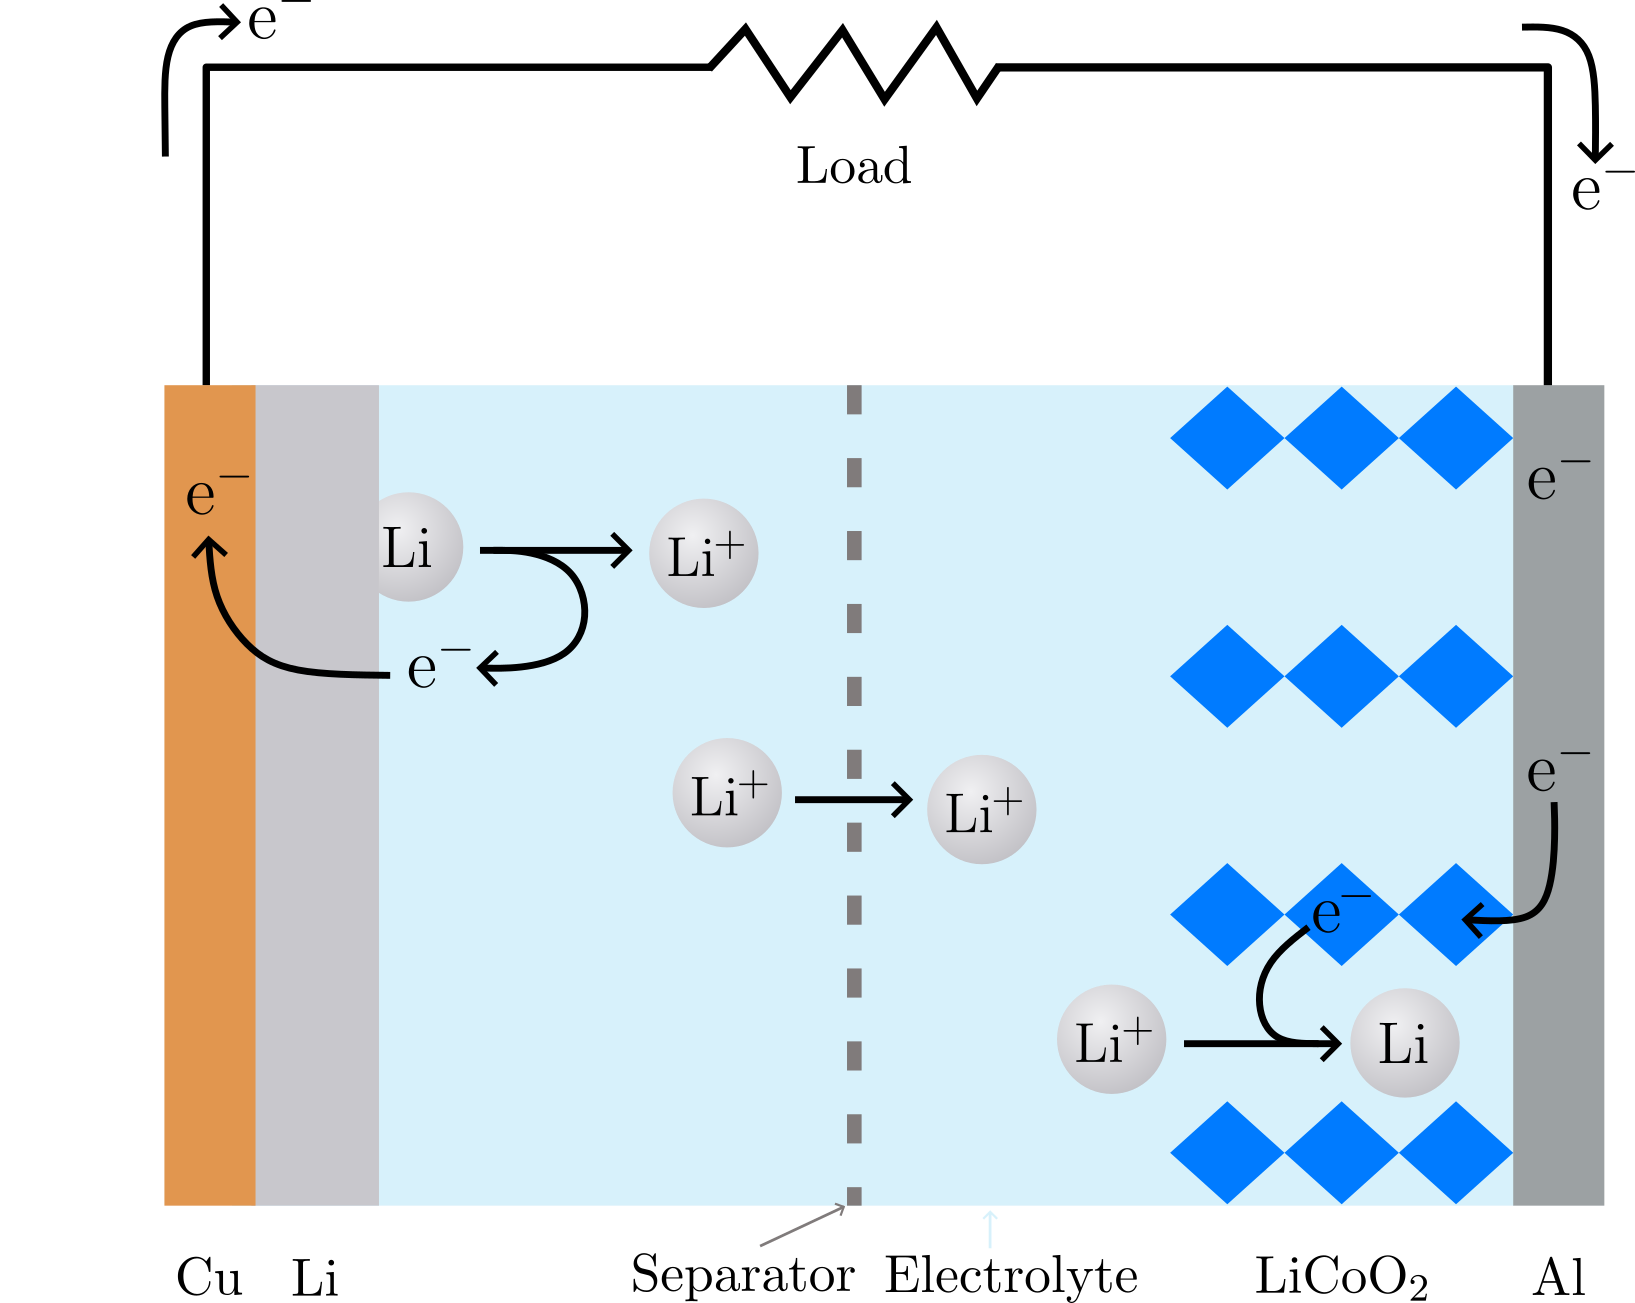 e⁻
Load
e⁻
e⁻
e⁻
Li
Li⁺
e⁻
e⁻
Li⁺
Li⁺
e⁻
Li⁺
Li
Cu
Li
Separator
Electrolyte
LiCoO₂
Al